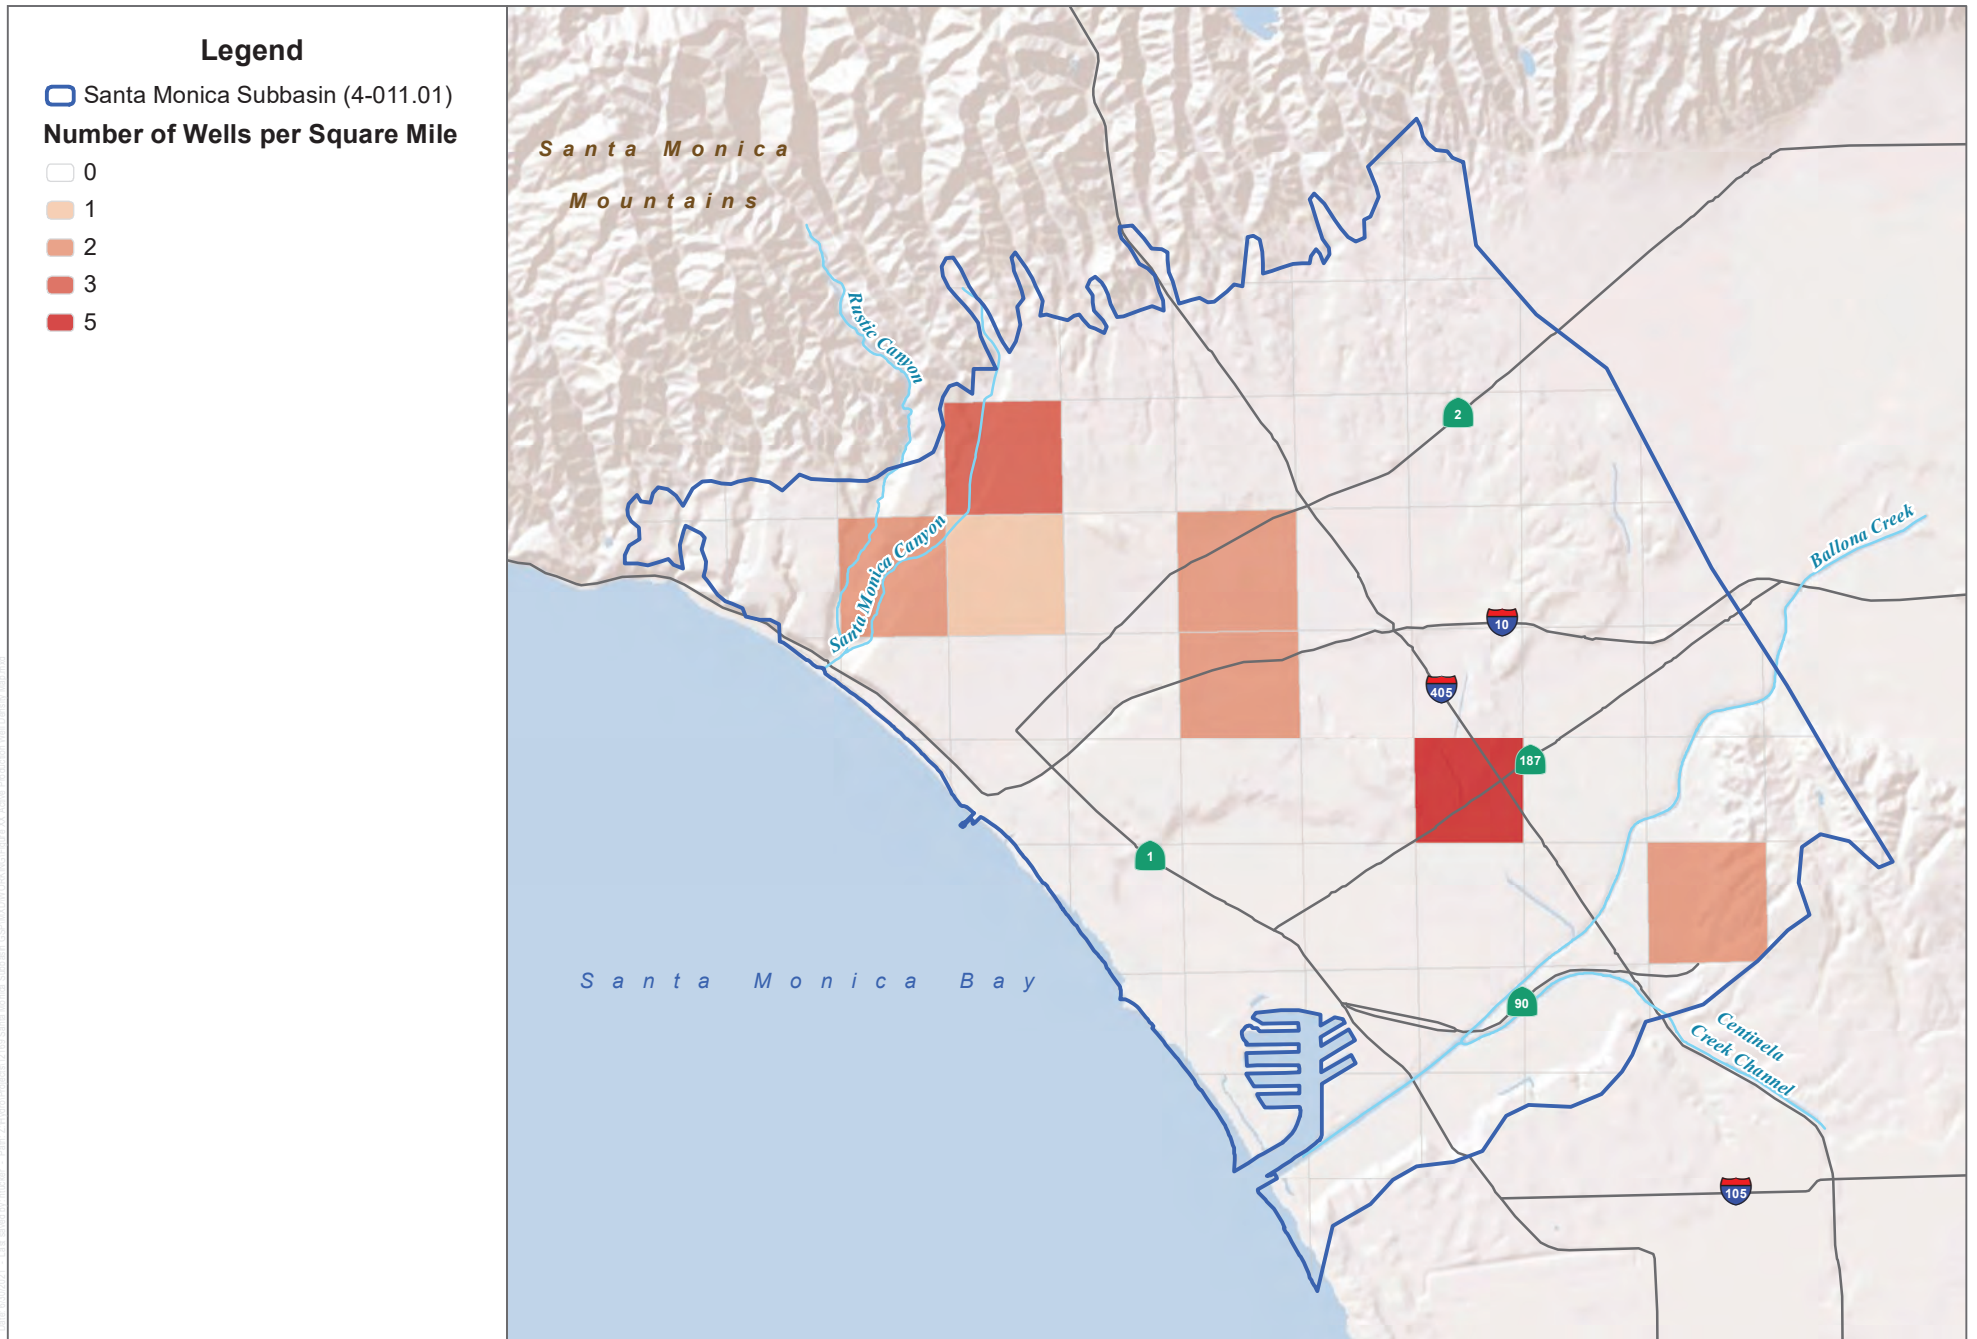 Legend
Santa Monica Subbasin (4-011.01)
Number of Wells per Square Mile
0
1
2
3
5
Santa Monica
Mountains
Rustic Canyon
Santa Monica Canyon
2
Ballona Creek
10
405
187
1
Santa Monica Bay
90
Centinela
Creek Channel
105